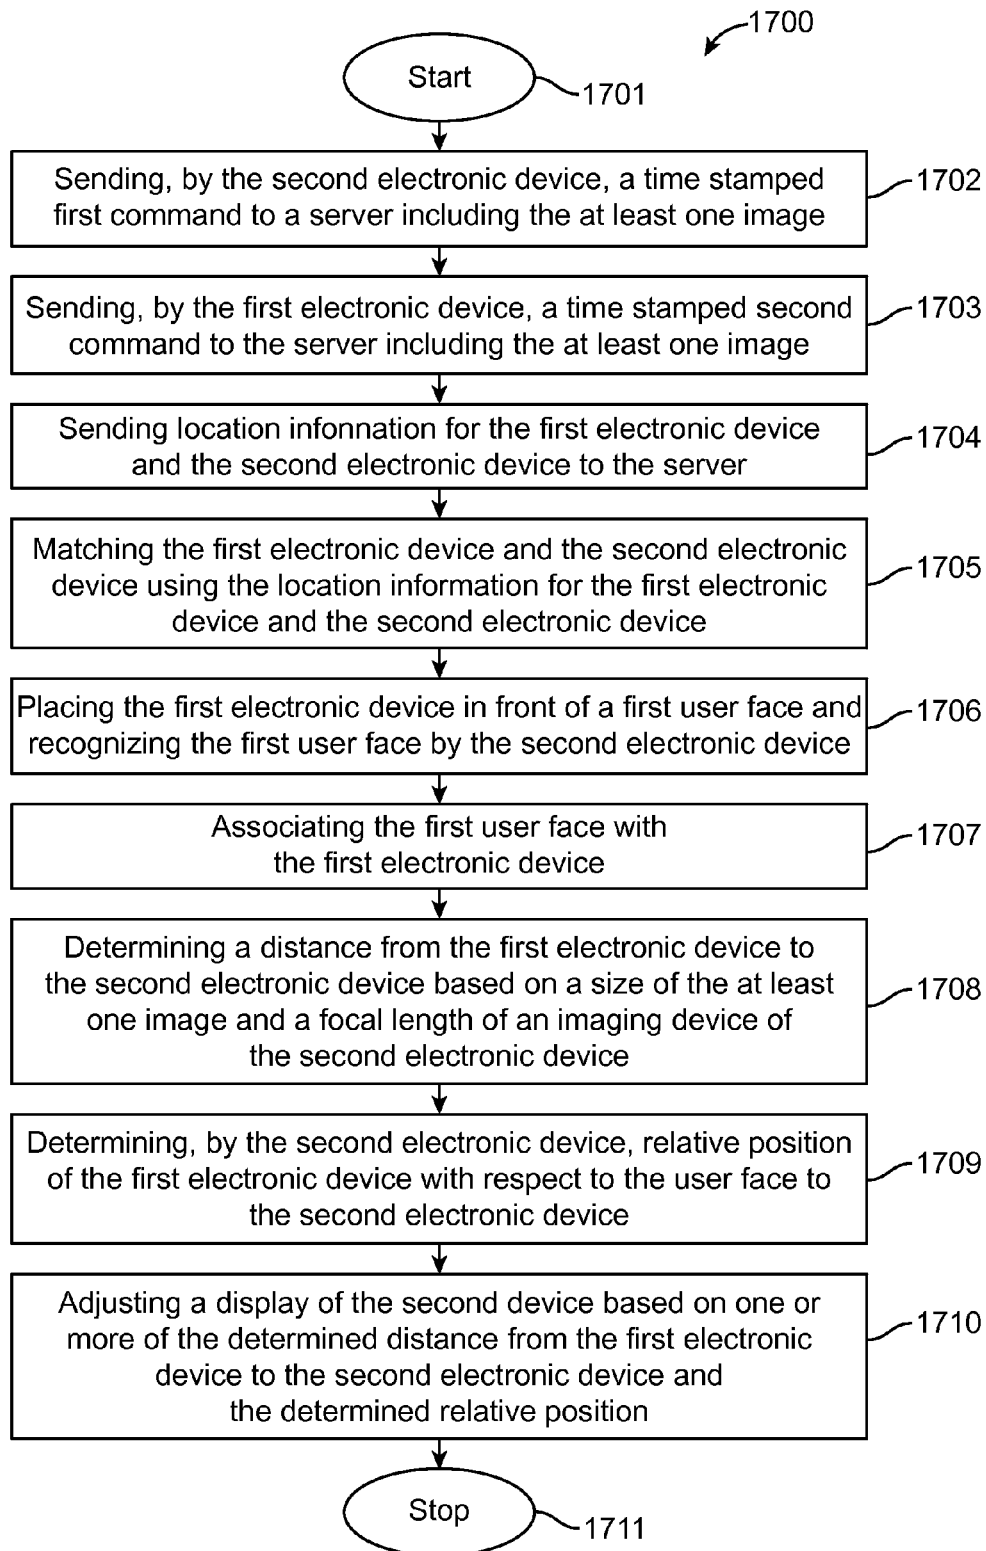 1700
Start
1701
Sending, by the second electronic device, a time stamped
first command to a server including the at least one image
1702
Sending, by the first electronic device, a time stamped second
command to the server including the at least one image
1703
Sending location infonnation for the first electronic device
and the second electronic device to the server
1704
Matching the first electronic device and the second electronic
device using the location information for the first electronic
device and the second electronic device
1705
Placing the first electronic device in front of a first user face and
recognizing the first user face by the second electronic device
1706
Associating the first user face with
the first electronic device
1707
Determining a distance from the first electronic device to
the second electronic device based on a size of the at least
one image and a focal length of an imaging device of
the second electronic device
1708
Determining, by the second electronic device, relative position
of the first electronic device with respect to the user face to
the second electronic device
1709
Adjusting a display of the second device based on one or
more of the determined distance from the first electronic
device to the second electronic device and
the determined relative position
1710
Stop
1711